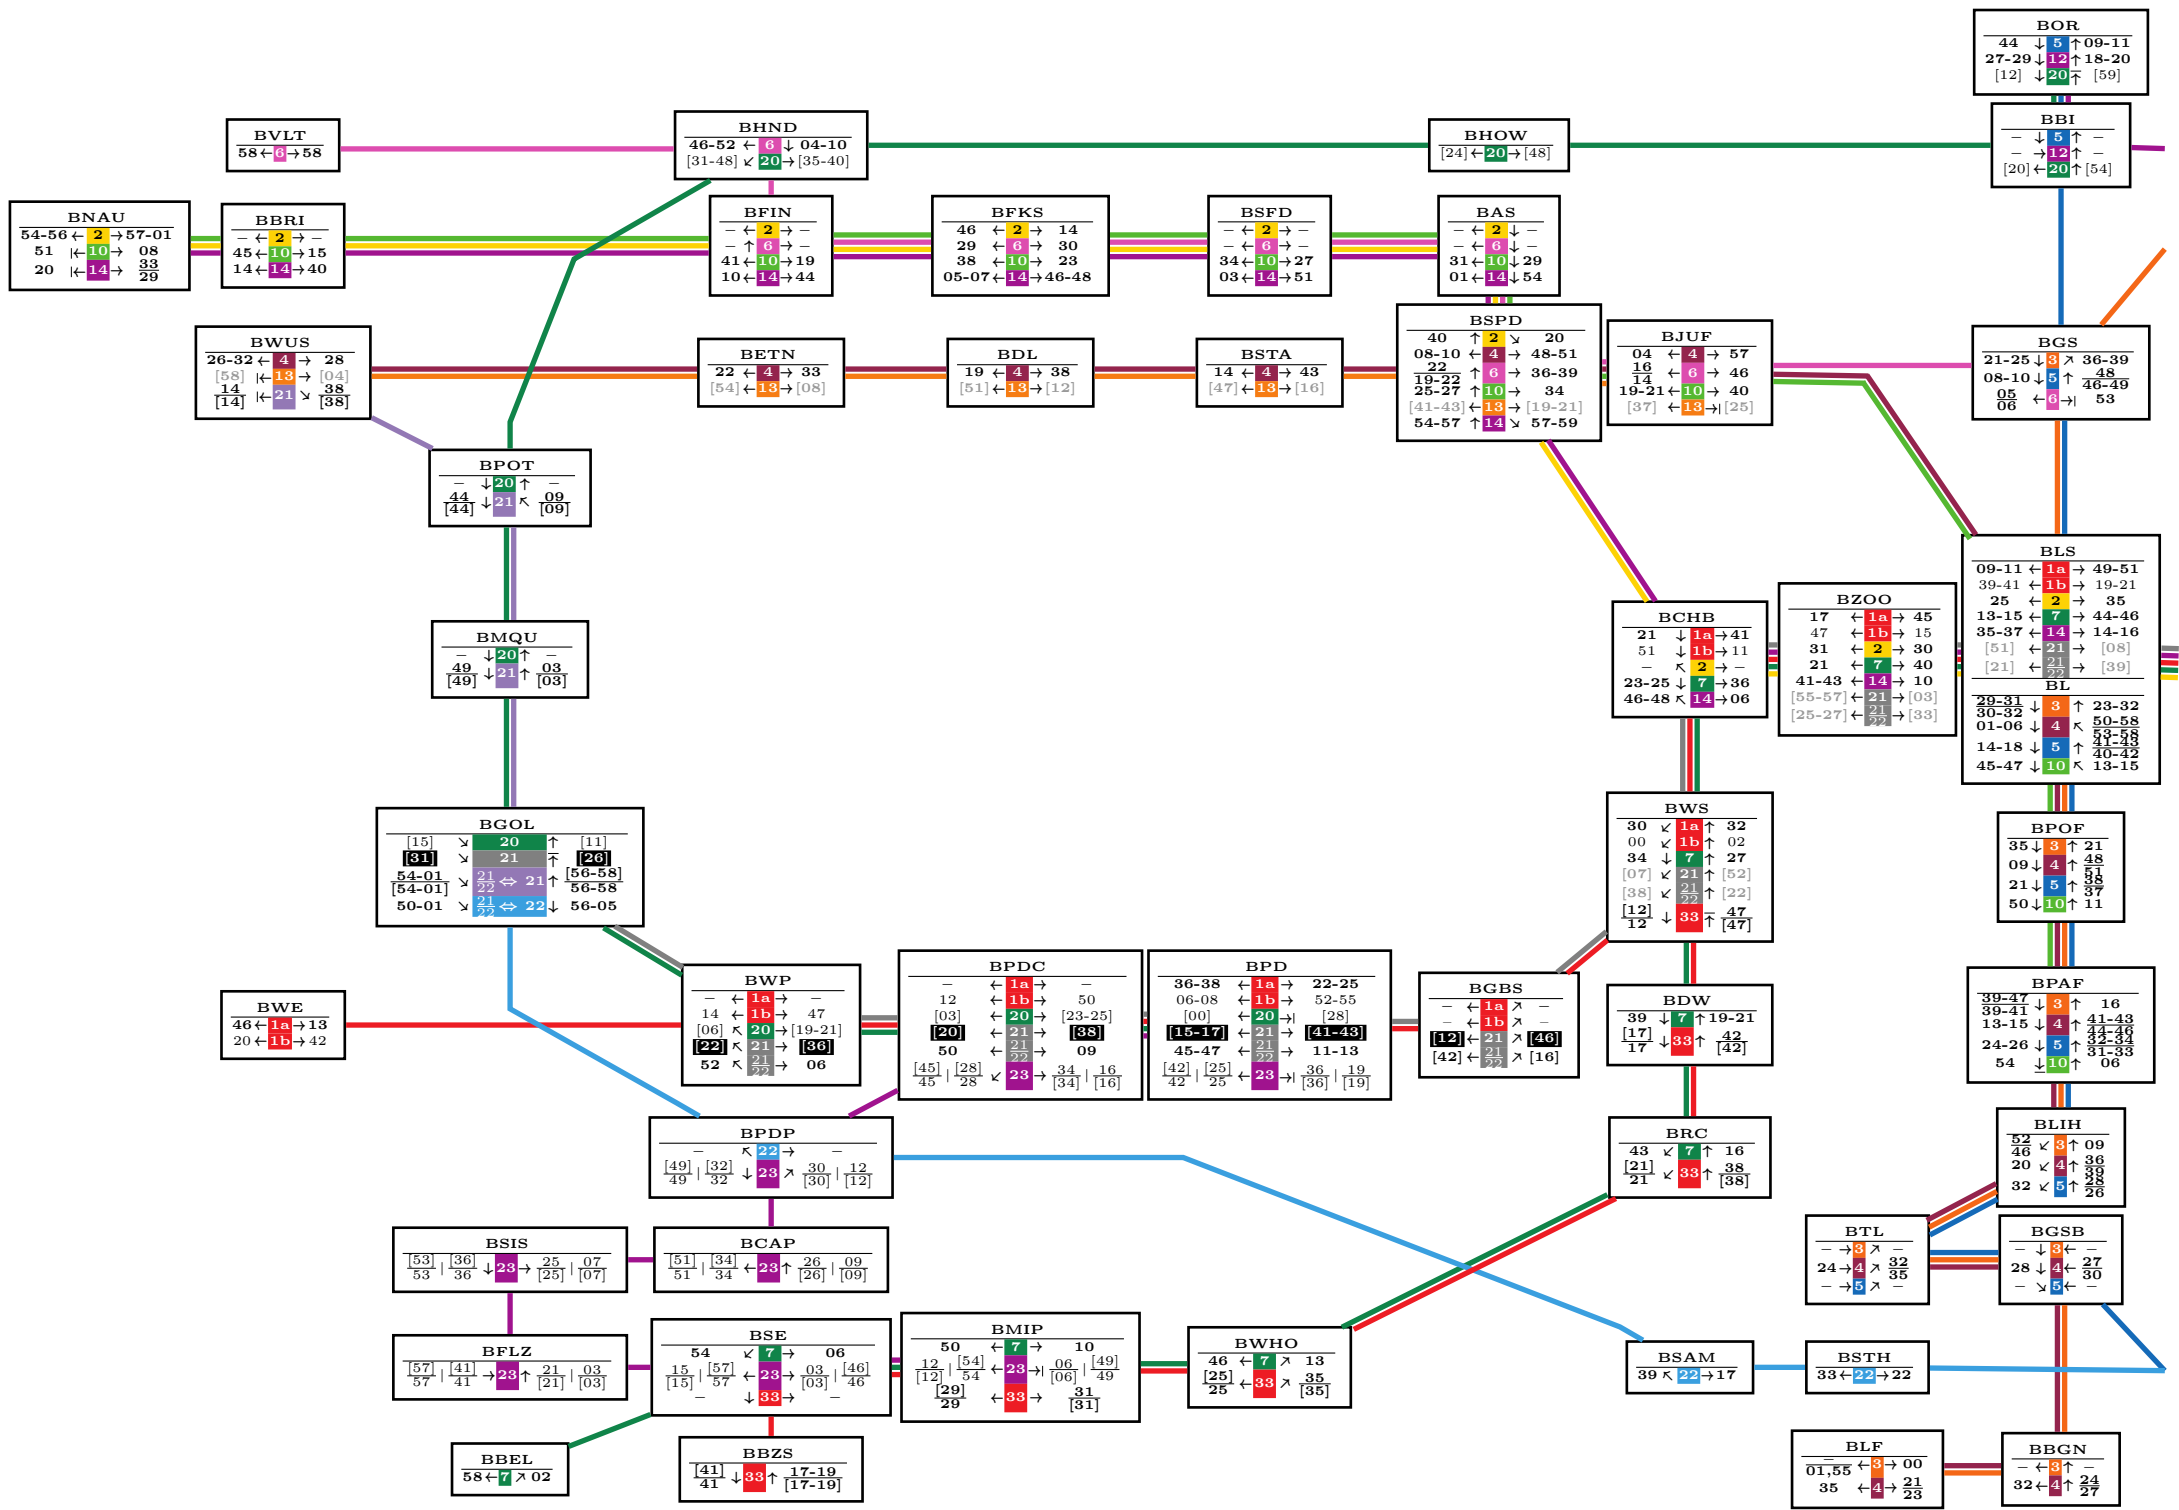 BOR
44 ↓ 5 ↑ 09-11
27-29 ↓ 12 ↑ 18-20
[12] ↓ 20 ↑ [59]
BBI
– ↓ 5 ↑ –
– → 12 ↑ –
[20] ← 20 ↑ [54]
BVLT
58 ← 6 → 58
BHND
46-52 ← 6 ↓ 04-10
[31-48] ↙ 20 → [35-40]
BHOW
[24] ← 20 → [48]
BNAU
54-56 ← 2 → 57-01
51 ← 10 → 08
20 ← 14 → 33/29
BBRI
– ← 2 → –
45 ← 10 → 15
14 ← 14 → 40
BFIN
– ← 2 → –
– ↑ 6 → –
41 ← 10 → 19
10 ← 14 → 44
BFKS
46 ← 2 → 14
29 ← 6 → 30
38 ← 10 → 23
05-07 ← 14 → 46-48
BSFD
– ← 2 → –
– ← 6 → –
34 ← 10 → 27
03 ← 14 → 51
BAS
– ← 2 ↓ –
– ← 6 ↓ –
31 ← 10 ↓ 29
01 ← 14 ↓ 54
BWUS
26-32 ← 4 → 28
[58] ← 13 → [04]
14/[14] ← 21 ↘ 38/[38]
BETN
22 ← 4 → 33
[54] ← 13 → [08]
BDL
19 ← 4 → 38
[51] ← 13 → [12]
BSTA
14 ← 4 → 43
[47] ← 13 → [16]
BSPD
40 ↑ 2 ↘ 20
08-10 ← 4 → 48-51
22/19-22 ↑ 6 → 36-39
25-27 ↑ 10 → 34
[41-43] ← 13 → [19-21]
54-57 ↑ 14 ↘ 57-59
BJUF
04 ← 4 → 57
16/14 ← 6 → 46
19-21 ← 10 → 40
[37] ← 13 → [25]
BGS
21-25 ↓ 3 ↗ 36-39
08-10 ↓ 5 ↑ 48/46-49
05/06 ← 6 → 53
BPOT
– ↓ 20 ↑ –
44/[44] ↓ 21 ↖ 09/[09]
BLS
09-11 ← 1a → 49-51
39-41 ← 1b → 19-21
25 ← 2 → 35
13-15 ← 7 → 44-46
35-37 ← 14 → 14-16
[51] ← 21 → [08]
[21] ← 21/22 → [39]
BL
29-31/30-32 ↓ 3 ↑ 23-32
01-06 ↓ 4 ↖ 50-58/53-58
14-18 ↓ 5 ↑ 41-43/40-42
45-47 ↓ 10 ↖ 13-15
BZOO
17 ← 1a → 45
47 ← 1b → 15
31 ← 2 → 30
21 ← 7 → 40
41-43 ← 14 → 10
[55-57] ← 21 → [03]
[25-27] ← 21/22 → [33]
BCHB
21 ↓ 1a → 41
51 ↓ 1b → 11
– ↖ 2 → –
23-25 ↓ 7 → 36
46-48 ↖ 14 → 06
BMQU
– ↓ 20 ↑ –
49/[49] ↓ 21 ↑ 03/[03]
BGOL
[15] ↘ 20 ↑ [11]
[31] ↘ 21 ↑ [26]
54-01/[54-01] ↘ 21/22 ⇔ 21 ↑ [56-58]/56-58
50-01 ↘ 21/22 ⇔ 22 ↓ 56-05
BWS
30 ↙ 1a ↑ 32
00 ↙ 1b ↑ 02
34 ↓ 7 ↑ 27
[07] ↙ 21 ↑ [52]
[38] ↙ 21/22 ↑ [22]
[12]/12 ↓ 33 ↑ 47/[47]
BPOF
35 ↓ 3 ↑ 21
09 ↓ 4 ↑ 48/51
21 ↓ 5 ↑ 38/37
50 ↓ 10 ↑ 11
BWE
46 ← 1a → 13
20 ← 1b → 42
BWP
– ← 1a → –
14 ← 1b → 47
[06] ↖ 20 → [19-21]
[22] ↖ 21 → [36]
52 ↖ 21/22 → 06
BPDC
– ← 1a → –
12 ← 1b → 50
[03] ← 20 → [23-25]
[20] ← 21 → [38]
50 ← 21/22 → 09
[45]/45 | [28]/28 ↙ 23 → 34/[34] | 16/[16]
BPD
36-38 ← 1a → 22-25
06-08 ← 1b → 52-55
[00] ← 20 → [28]
[15-17] ← 21 → [41-43]
45-47 ← 21/22 → 11-13
[42]/42 | [25]/25 ← 23 → 36/[36] | 19/[19]
BGBS
– ← 1a ↗ –
– ← 1b ↗ –
[12] ← 21 ↗ [46]
[42] ← 21/22 ↗ [16]
BDW
39 ↓ 7 ↑ 19-21
[17]/17 ↓ 33 ↑ 42/[42]
BPAF
39-47/39-41 ↓ 3 ↑ 16
13-15 ↓ 4 ↑ 41-43/44-46
24-26 ↓ 5 ↑ 32-34/31-33
54 ↓ 10 ↑ 06
BPDP
– ↖ 22 → –
[49]/49 | [32]/32 ↓ 23 ↗ 30/[30] | 12/[12]
BRC
43 ↙ 7 ↑ 16
[21]/21 ↙ 33 ↑ 38/[38]
BLIH
52/46 ↙ 3 ↑ 09
20 ↙ 4 ↑ 36/39
32 ↙ 5 ↑ 28/26
BSIS
[53]/53 | [36]/36 ↓ 23 → 25/[25] | 07/[07]
BCAP
[51]/51 | [34]/34 ← 23 ↑ 26/[26] | 09/[09]
BTL
– → 3 ↗ –
24 → 4 ↗ 32/35
– → 5 ↗ –
BGSB
– ↓ 3 ← –
28 ↓ 4 ← 27/30
– ↘ 5 ← –
BFLZ
[57]/57 | [41]/41 → 23 ↑ 21/[21] | 03/[03]
BSE
54 ↙ 7 → 06
15/[15] | [57]/57 ← 23 → 03/[03] | [46]/46
– ↓ 33 → –
BMIP
50 ← 7 → 10
12/[12] | [54]/54 ← 23 → 06/[06] | [49]/49
[29]/29 ← 33 → 31/[31]
BWHO
46 ← 7 ↗ 13
[25]/25 ← 33 ↗ 35/[35]
BSAM
39 ↖ 22 → 17
BSTH
33 ← 22 → 22
BBEL
58 ← 7 ↗ 02
BBZS
[41]/41 ↓ 33 ↑ 17-19/[17-19]
BLF
–/01,55 ← 3 → 00
35 ← 4 → 21/23
BBGN
– ← 3 ↑ –
32 ← 4 ↑ 24/27